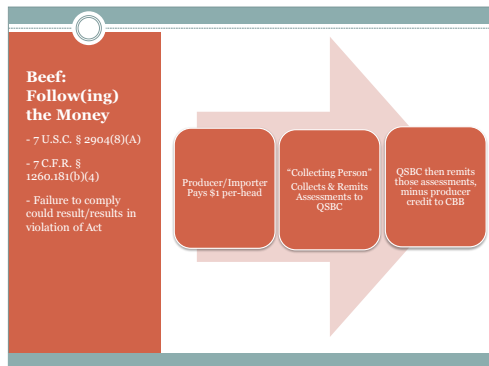 Beef:
Follow(ing)
the Money
- 7 U.S.C. § 2904(8)(A)
- 7 C.F.R. §
1260.181(b)(4)
- Failure to comply
could result/results in
violation of Act
Producer/Importer
Pays $1 per-head
“Collecting Person”
Collects & Remits
Assessments to
QSBC
QSBC then remits
those assessments,
minus producer
credit to CBB